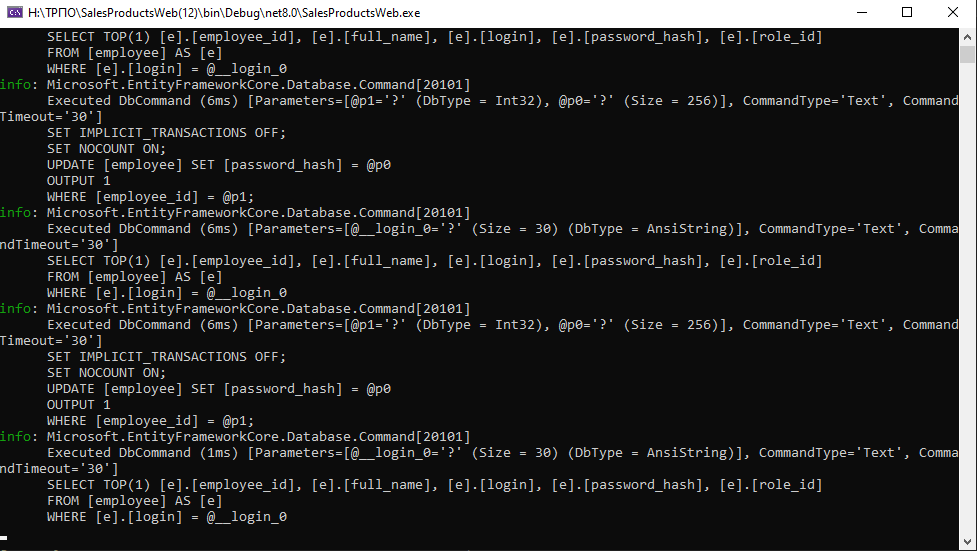 H:\ТРПО\SalesProductsWeb(12)\bin\Debug\net8.0\SalesProductsWeb.exe
SELECT TOP(1) [e].[employee_id], [e].[full_name], [e].[login], [e].[password_hash], [e].[role_id]
FROM [employee] AS [e]
WHERE [e].[login] = @__login_0
info: Microsoft.EntityFrameworkCore.Database.Command[20101]
Executed DbCommand (6ms) [Parameters=[@p1='?' (DbType = Int32), @p0='?' (Size = 256)], CommandType='Text', Command
Timeout='30']
SET IMPLICIT_TRANSACTIONS OFF;
SET NOCOUNT ON;
UPDATE [employee] SET [password_hash] = @p0
OUTPUT 1
WHERE [employee_id] = @p1;
info: Microsoft.EntityFrameworkCore.Database.Command[20101]
Executed DbCommand (6ms) [Parameters=[@__login_0='?' (Size = 30) (DbType = AnsiString)], CommandType='Text', Comma
ndTimeout='30']
SELECT TOP(1) [e].[employee_id], [e].[full_name], [e].[login], [e].[password_hash], [e].[role_id]
FROM [employee] AS [e]
WHERE [e].[login] = @__login_0
info: Microsoft.EntityFrameworkCore.Database.Command[20101]
Executed DbCommand (6ms) [Parameters=[@p1='?' (DbType = Int32), @p0='?' (Size = 256)], CommandType='Text', Command
Timeout='30']
SET IMPLICIT_TRANSACTIONS OFF;
SET NOCOUNT ON;
UPDATE [employee] SET [password_hash] = @p0
OUTPUT 1
WHERE [employee_id] = @p1;
info: Microsoft.EntityFrameworkCore.Database.Command[20101]
Executed DbCommand (1ms) [Parameters=[@__login_0='?' (Size = 30) (DbType = AnsiString)], CommandType='Text', Comma
ndTimeout='30']
SELECT TOP(1) [e].[employee_id], [e].[full_name], [e].[login], [e].[password_hash], [e].[role_id]
FROM [employee] AS [e]
WHERE [e].[login] = @__login_0